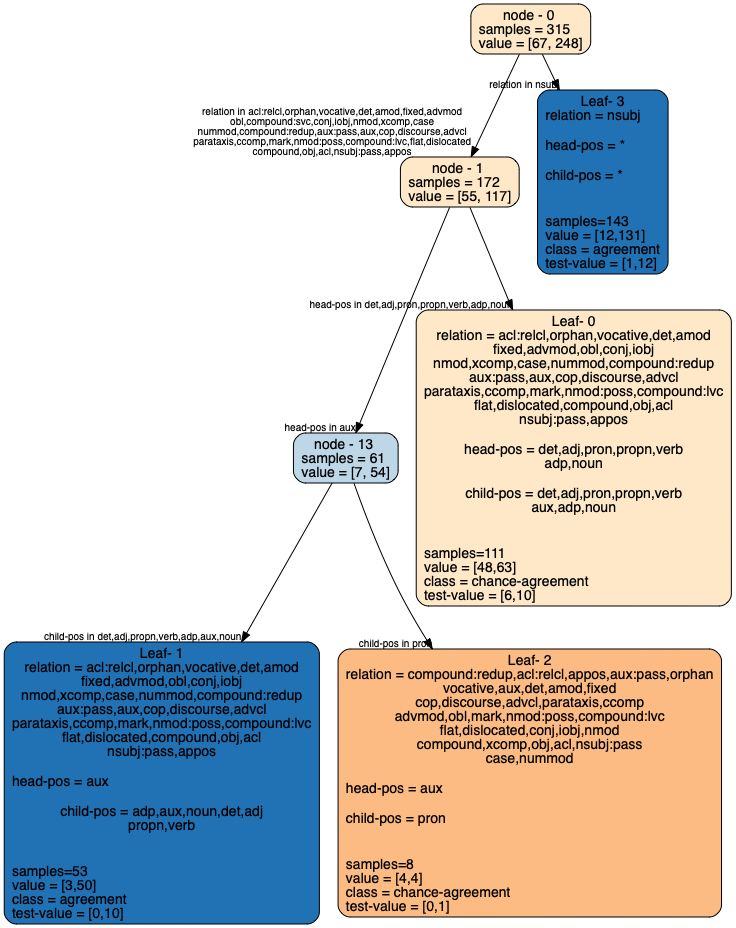 node - 0
samples = 315
value = [67, 248]
relation in nsubj
relation in acl:relcl,orphan,vocative,det,amod,fixed,advmod
obl,compound:svc,conj,iobj,nmod,xcomp,case
nummod,compound:redup,aux:pass,aux,cop,discourse,advcl
parataxis,ccomp,mark,nmod:poss,compound:lvc,flat,dislocated
compound,obj,acl,nsubj:pass,appos
Leaf- 3
relation = nsubj
head-pos = *
child-pos = *
samples=143
value = [12,131]
class = agreement
test-value = [1,12]
node - 1
samples = 172
value = [55, 117]
head-pos in det,adj,pron,propn,verb,adp,noun
Leaf- 0
relation = acl:relcl,orphan,vocative,det,amod
fixed,advmod,obl,conj,iobj
nmod,xcomp,case,nummod,compound:redup
aux:pass,aux,cop,discourse,advcl
parataxis,ccomp,mark,nmod:poss,compound:lvc
flat,dislocated,compound,obj,acl
nsubj:pass,appos
head-pos = det,adj,pron,propn,verb
adp,noun
child-pos = det,adj,pron,propn,verb
aux,adp,noun
samples=111
value = [48,63]
class = chance-agreement
test-value = [6,10]
head-pos in aux
node - 13
samples = 61
value = [7, 54]
child-pos in det,adj,propn,verb,adp,aux,noun
Leaf- 1
relation = acl:relcl,orphan,vocative,det,amod
fixed,advmod,obl,conj,iobj
nmod,xcomp,case,nummod,compound:redup
aux:pass,aux,cop,discourse,advcl
parataxis,ccomp,mark,nmod:poss,compound:lvc
flat,dislocated,compound,obj,acl
nsubj:pass,appos
head-pos = aux
child-pos = adp,aux,noun,det,adj
propn,verb
samples=53
value = [3,50]
class = agreement
test-value = [0,10]
child-pos in pron
Leaf- 2
relation = compound:redup,acl:relcl,appos,aux:pass,orphan
vocative,aux,det,amod,fixed
cop,discourse,advcl,parataxis,ccomp
advmod,obl,mark,nmod:poss,compound:lvc
flat,dislocated,conj,iobj,nmod
compound,xcomp,obj,acl,nsubj:pass
case,nummod
head-pos = aux
child-pos = pron
samples=8
value = [4,4]
class = chance-agreement
test-value = [0,1]